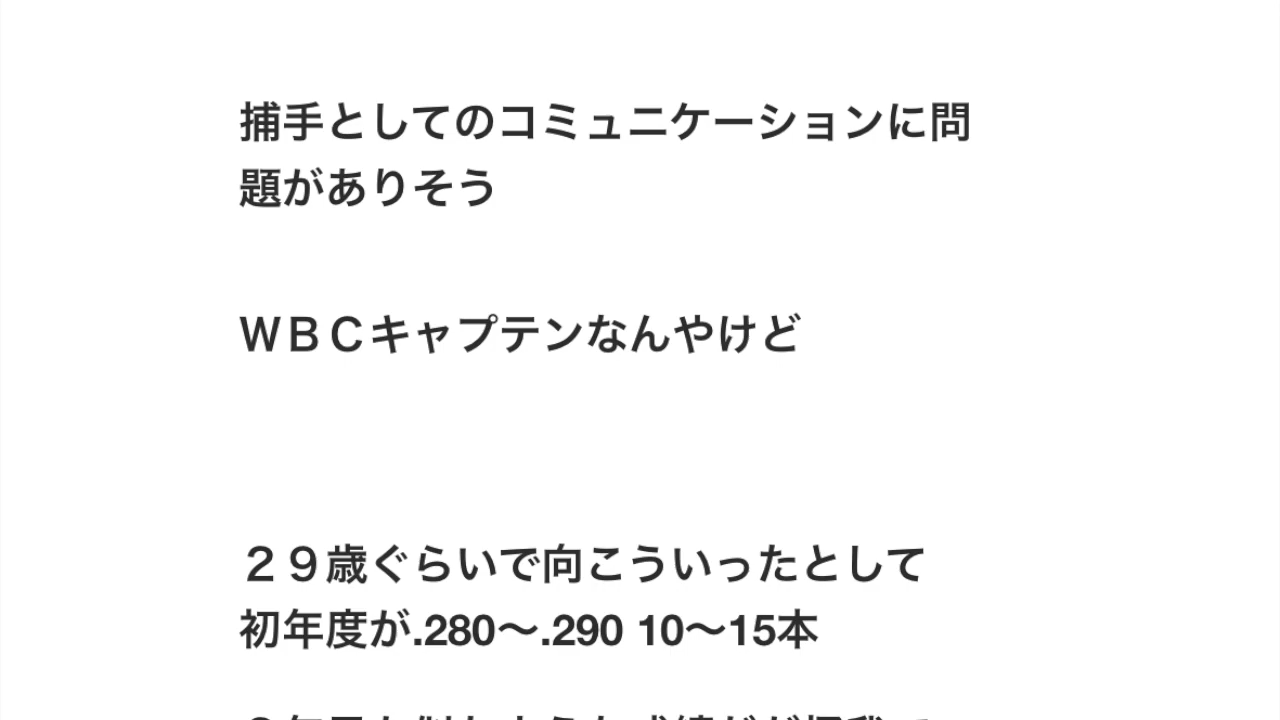 捕手としてのコミュニケーションに問
題がありそう
ＷＢＣキャプテンなんやけど
２９歳ぐらいで向こういったとして
初年度が.280〜.290 10〜15本